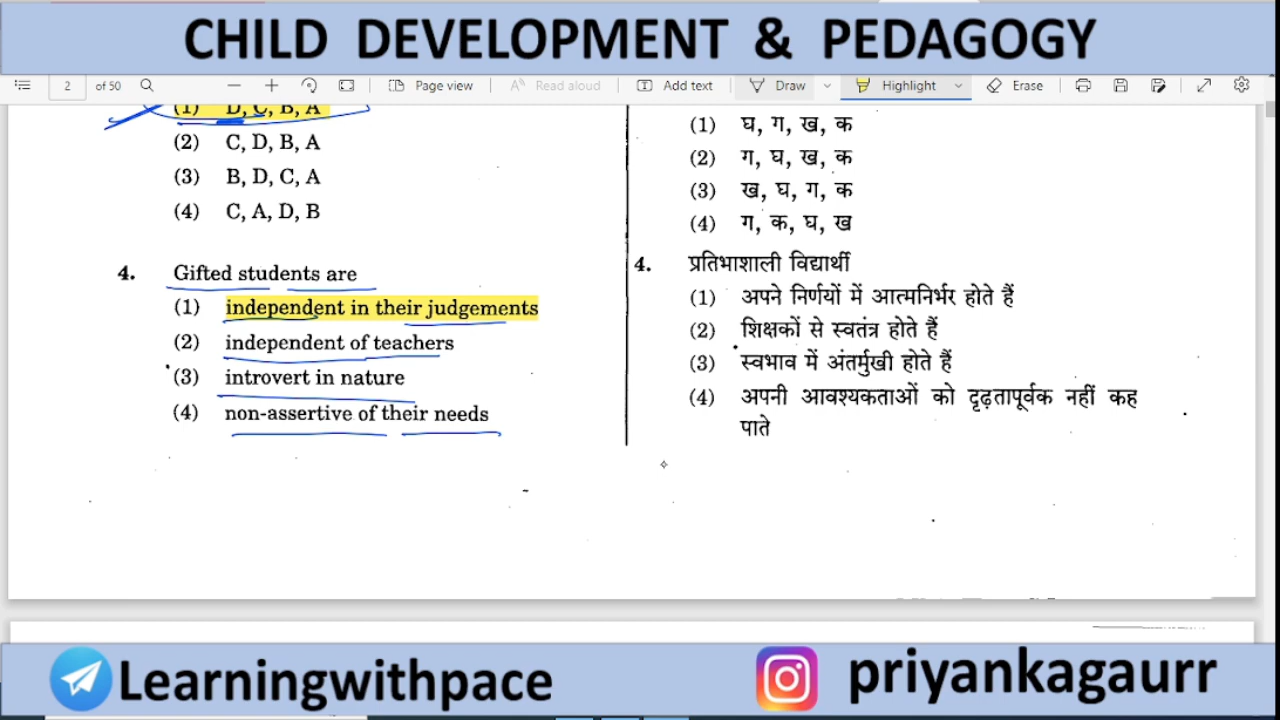 CHILD DEVELOPMENT & PEDAGOGY
2 of 50 Page view Read aloud Add text Draw Highlight Erase
(1) D, C, B, A
(2) C, D, B, A
(3) B, D, C, A
(4) C, A, D, B
4. Gifted students are
(1) independent in their judgements
(2) independent of teachers
(3) introvert in nature
(4) non-assertive of their needs
(1) घ, ग, ख, क
(2) ग, घ, ख, क
(3) ख, घ, ग, क
(4) ग, क, घ, ख
4. प्रतिभाशाली विद्यार्थी
(1) अपने निर्णयों में आत्मनिर्भर होते हैं
(2) शिक्षकों से स्वतंत्र होते हैं
(3) स्वभाव में अंतर्मुखी होते हैं
(4) अपनी आवश्यकताओं को दृढ़तापूर्वक नहीं कह
पाते
Learningwithpace
priyankagaurr